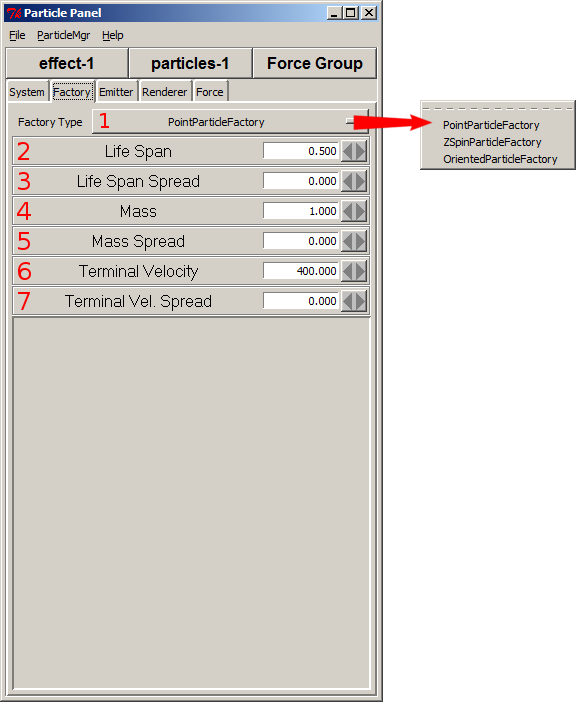 Particle Panel
File ParticleMgr Help
effect-1 particles-1 Force Group
System Factory Emitter Renderer Force
Factory Type 1 PointParticleFactory
PointParticleFactory
ZSpinParticleFactory
OrientedParticleFactory
2 Life Span 0.500
3 Life Span Spread 0.000
4 Mass 1.000
5 Mass Spread 0.000
6 Terminal Velocity 400.000
7 Terminal Vel. Spread 0.000